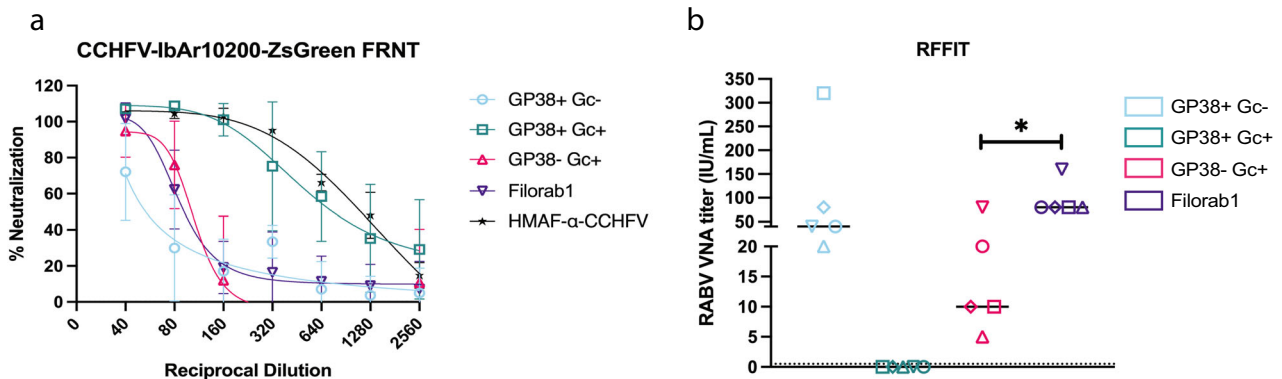 a
CCHFV-IbAr10200-ZsGreen FRNT
% Neutralization
120
100
80
60
40
20
0
0
40
80
160
320
640
1280
2560
Reciprocal Dilution
GP38+ Gc-
GP38+ Gc+
GP38- Gc+
Filorab1
HMAF-α-CCHFV
b
RFFIT
RABV VNA titer (IU/mL)
350
300
250
200
150
100
50
20
15
10
5
0
*
GP38+ Gc-
GP38+ Gc+
GP38- Gc+
Filorab1